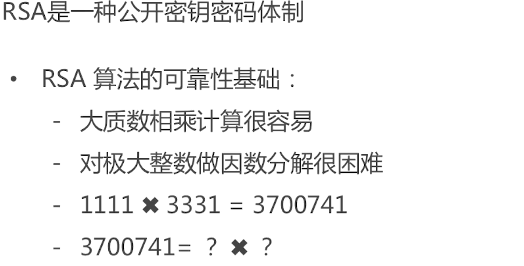 RSA是一种公开密钥密码体制
• RSA 算法的可靠性基础：
- 大质数相乘计算很容易
- 对极大整数做因数分解很困难
- 1111 ✖ 3331 = 3700741
- 3700741= ？ ✖ ？